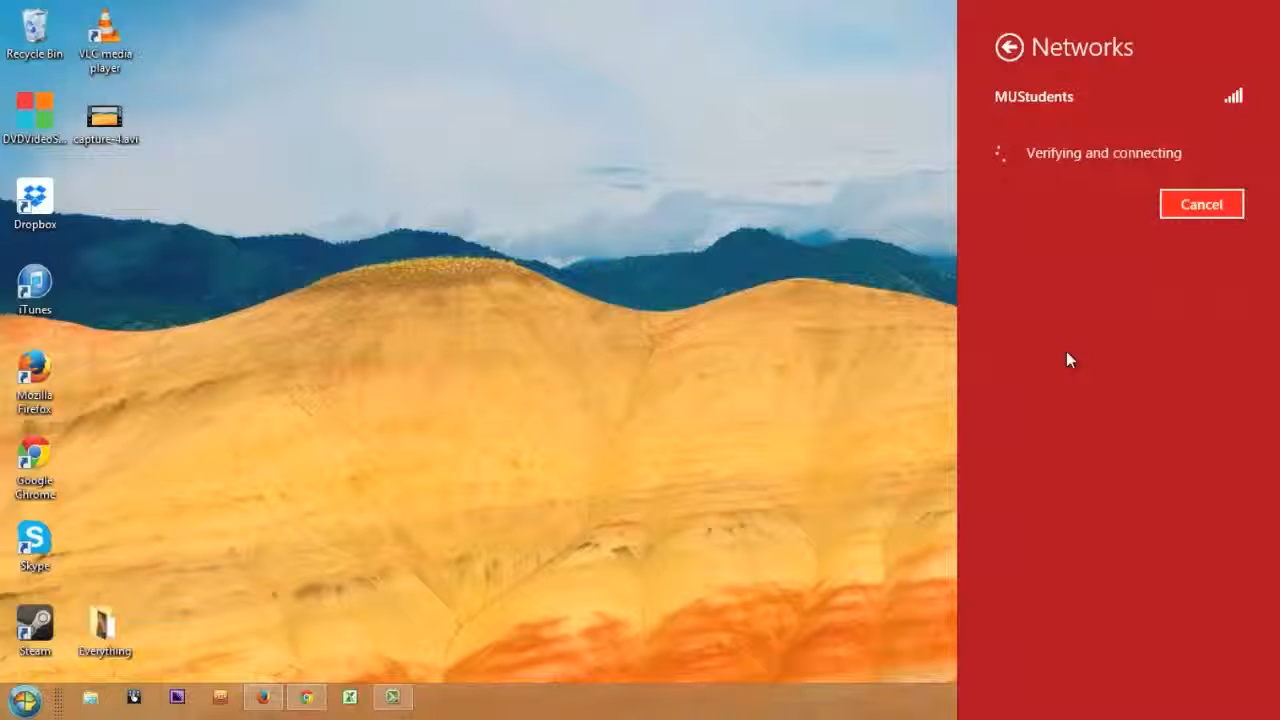 Recycle Bin
VLC media
player
DVDVideoS...
capture-4.avi
Dropbox
iTunes
Mozilla
Firefox
Google
Chrome
Skype
Steam
Everything
Networks
MUStudents
Verifying and connecting
Cancel